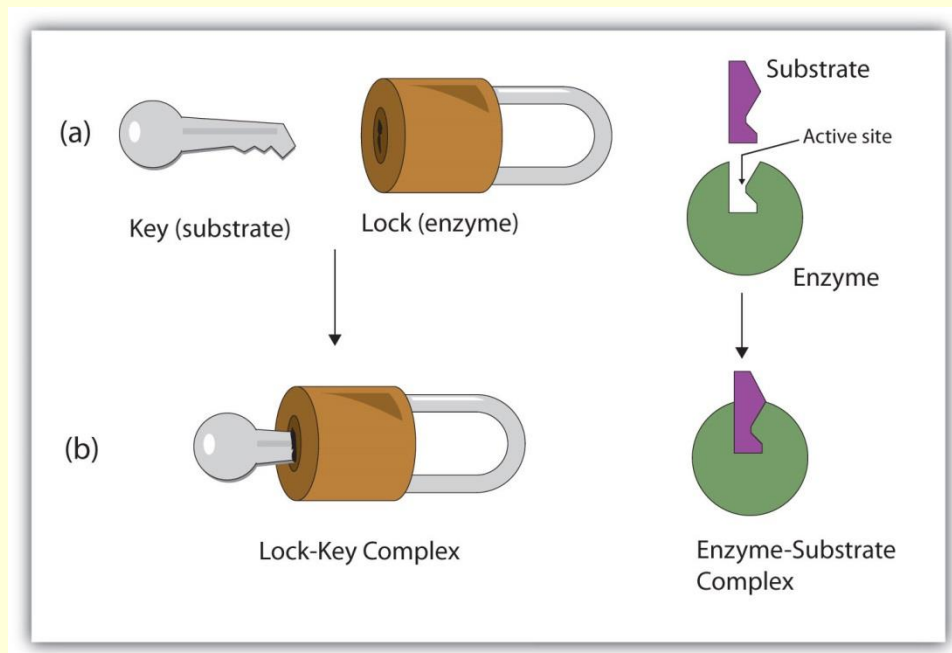 (a)
Key (substrate)
Lock (enzyme)
Substrate
Active site
Enzyme
(b)
Lock-Key Complex
Enzyme-Substrate
Complex